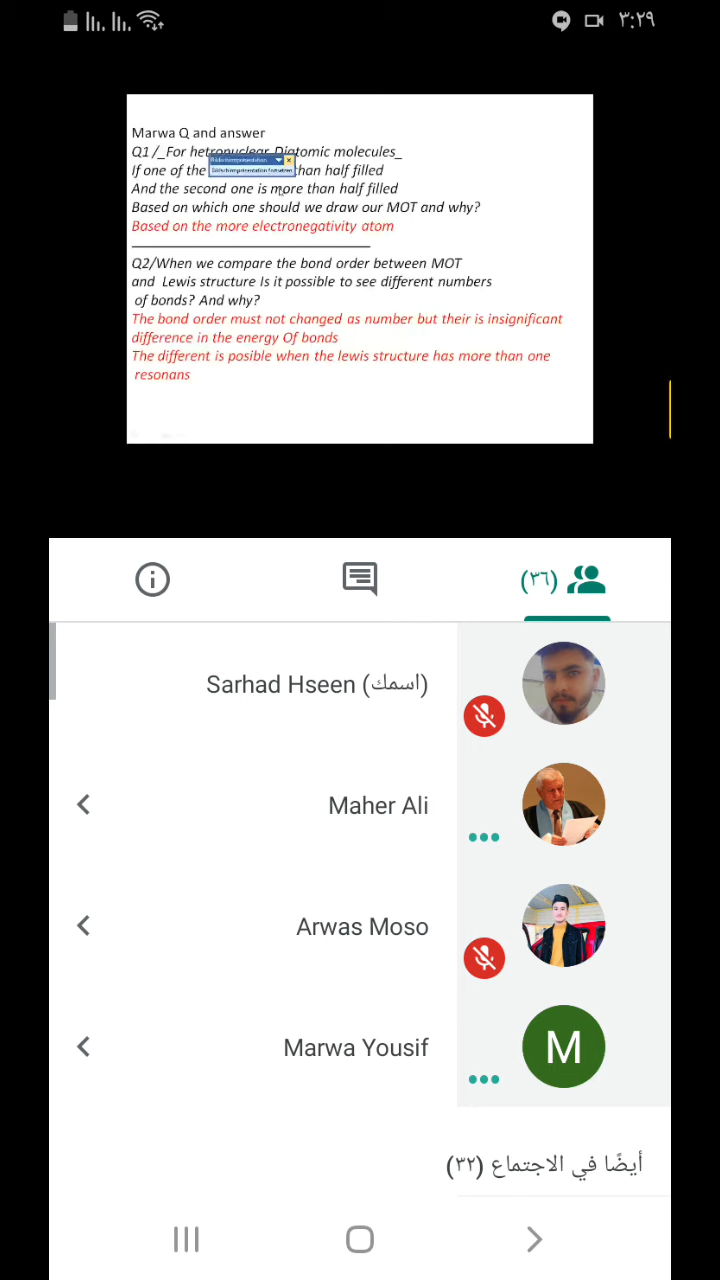 ٣:٢٩
Marwa Q and answer
Q1/_For hetronuclear Diatomic molecules_
If one of the than half filled
And the second one is more than half filled
Based on which one should we draw our MOT and why?
Based on the more electronegativity atom
Q2/When we compare the bond order between MOT
and Lewis structure Is it possible to see different numbers
of bonds? And why?
The bond order must not changed as number but their is insignificant
difference in the energy Of bonds
The different is posible when the lewis structure has more than one
resonans
(٣٦)
Sarhad Hseen (اسمك)
Maher Ali
Arwas Moso
Marwa Yousif
M
أيضًا في الاجتماع (٣٢)